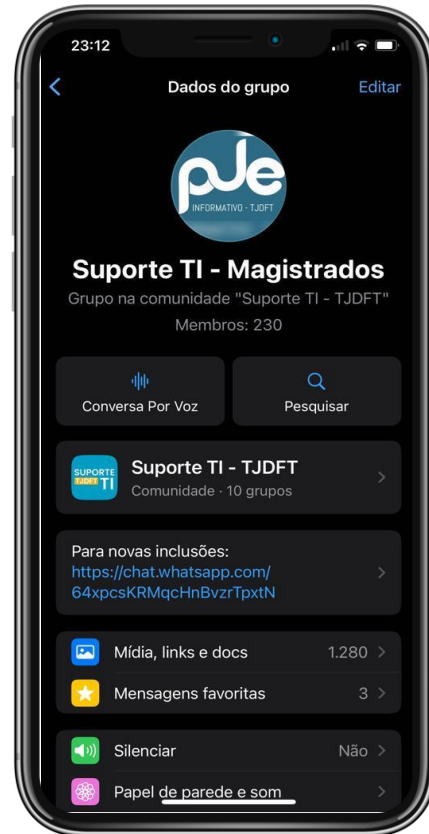 23:12
Dados do grupo
Editar
pJe
INFORMATIVO - TJDFT
Suporte TI - Magistrados
Grupo na comunidade "Suporte TI - TJDFT"
Membros: 230
Conversa Por Voz
Pesquisar
SUPORTE
TJDFT TI
Suporte TI - TJDFT
Comunidade · 10 grupos
Para novas inclusões:
https://chat.whatsapp.com/
64xpcsKRMqcHnBvzrTpxtN
Mídia, links e docs 1.280
Mensagens favoritas 3
Silenciar Não
Papel de parede e som